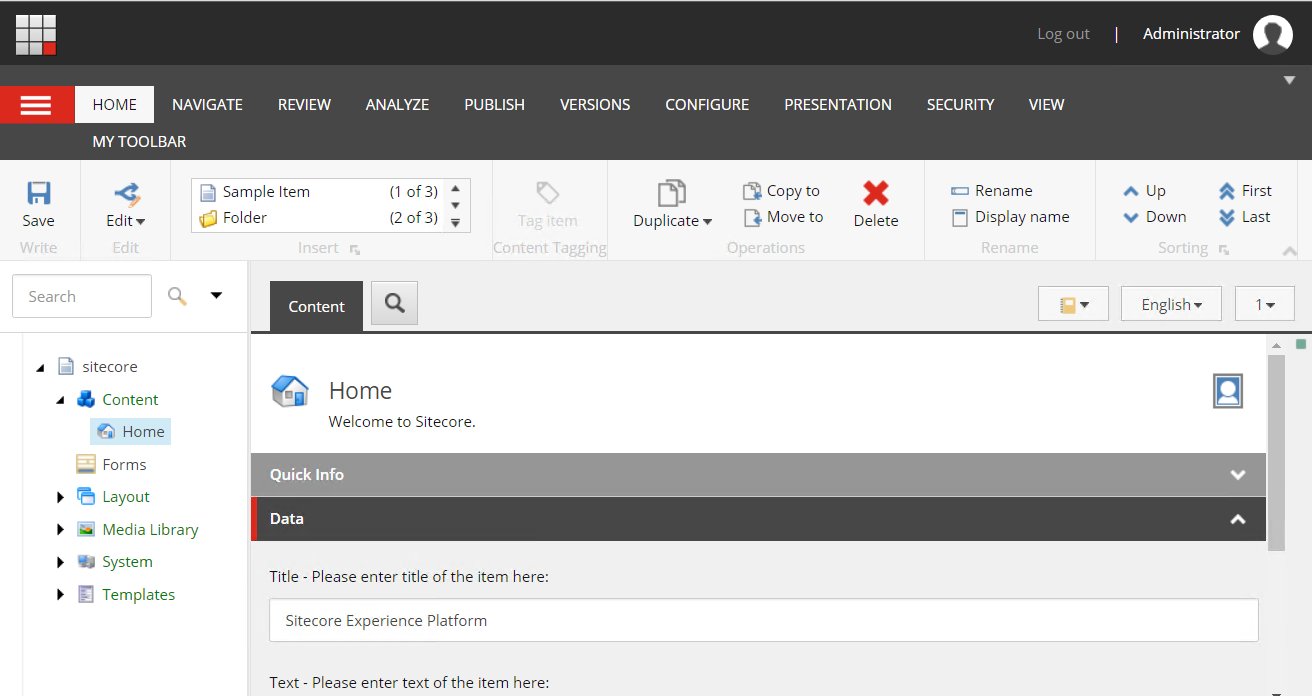 Log out | Administrator
HOME NAVIGATE REVIEW ANALYZE PUBLISH VERSIONS CONFIGURE PRESENTATION SECURITY VIEW
MY TOOLBAR
Sample Item (1 of 3)
Folder (2 of 3)
Save
Write
Edit
Edit
Insert
Tag item
Content Tagging
Duplicate
Copy to
Move to
Delete
Operations
Rename
Display name
Rename
Up
Down
First
Last
Sorting
Search
Content
English
1
sitecore
Content
Home
Forms
Layout
Media Library
System
Templates
Home
Welcome to Sitecore.
Quick Info
Data
Title - Please enter title of the item here:
Sitecore Experience Platform
Text - Please enter text of the item here: